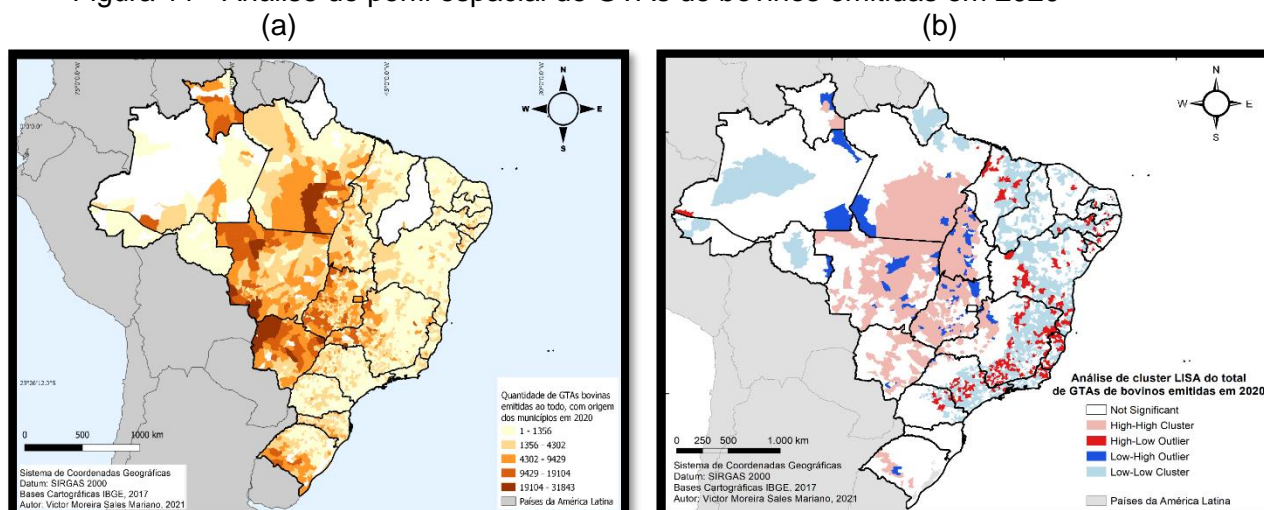 (a)
(b)
N
W
E
S
Quantidade de GTAs bovinas
emitidas ao todo, com origem
dos municípios em 2020
1 - 1356
1356 - 4302
4302 - 9429
9429 - 19104
19104 - 31843
Países da América Latina
0
500
1000 km
Sistema de Coordenadas Geográficas
Datum: SIRGAS 2000
Bases Cartográficas IBGE, 2017
Autor: Victor Moreira Sales Mariano, 2021
N
W
E
S
Análise de cluster LISA do total
de GTAs de bovinos emitidas em 2020
Not Significant
High-High Cluster
High-Low Outlier
Low-High Outlier
Low-Low Cluster
Países da América Latina
0 250 500
1.000 km
Sistema de Coordenadas Geográficas
Datum: SIRGAS 2000
Bases Cartográficas IBGE, 2017
Autor: Victor Moreira Sales Mariano, 2021